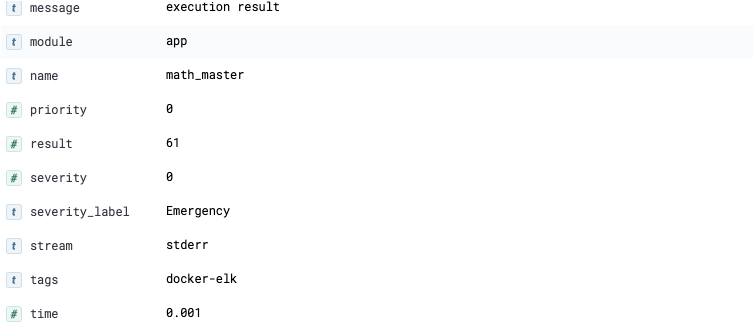 t message execution result
t module app
t name math_master
# priority 0
# result 61
# severity 0
t severity_label Emergency
t stream stderr
t tags docker-elk
# time 0.001